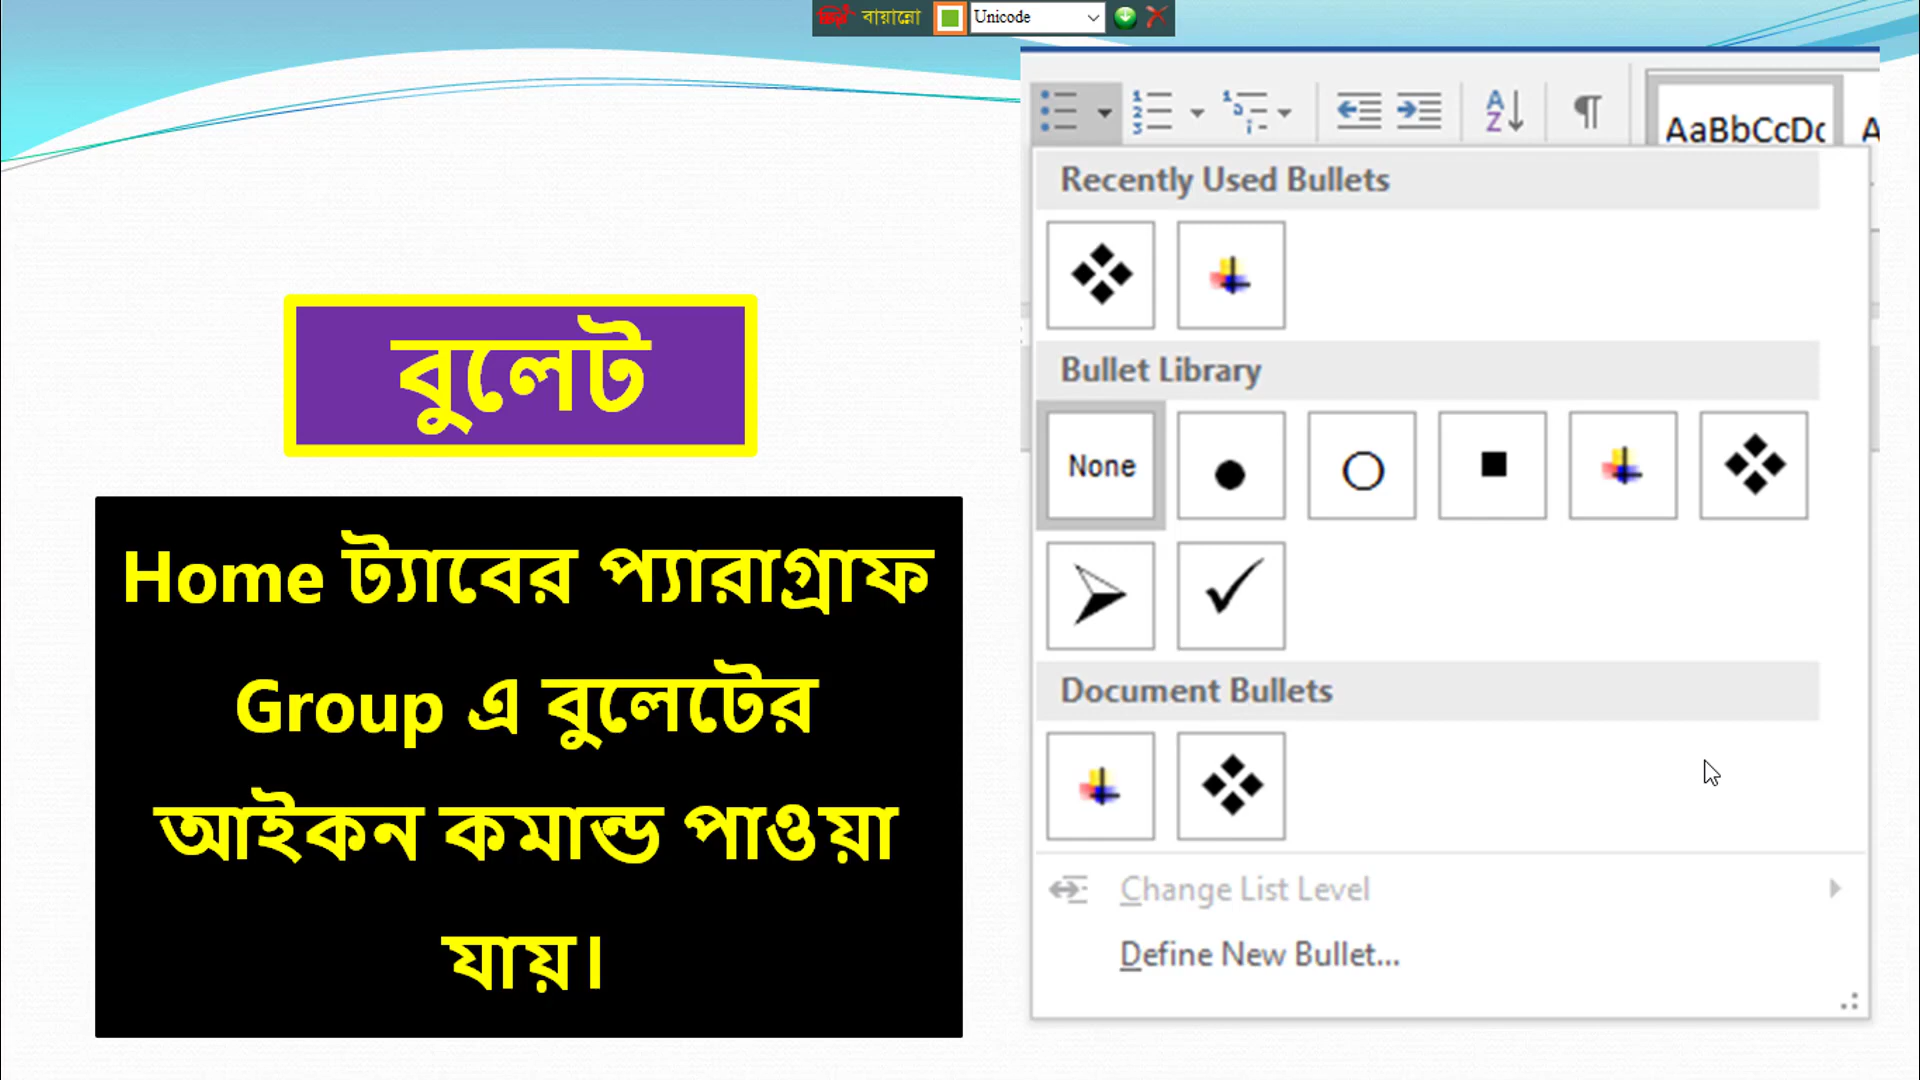 বায়ান্নো
Unicode
AaBbCcDc
Recently Used Bullets
Bullet Library
None
Document Bullets
Change List Level
Define New Bullet...
বুলেট
Home ট্যাবের প্যারাগ্রাফ
Group এ বুলেটের
আইকন কমান্ড পাওয়া
যায়।